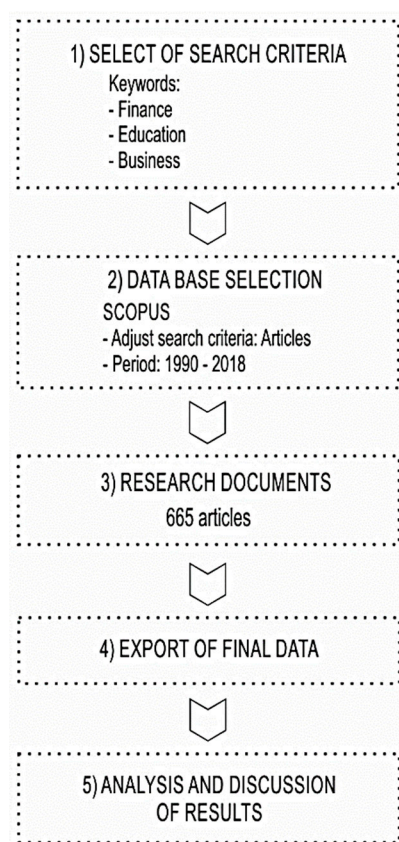 1) SELECT OF SEARCH CRITERIA
Keywords:
- Finance
- Education
- Business
2) DATA BASE SELECTION
SCOPUS
- Adjust search criteria: Articles
- Period: 1990 - 2018
3) RESEARCH DOCUMENTS
665 articles
4) EXPORT OF FINAL DATA
5) ANALYSIS AND DISCUSSION
OF RESULTS